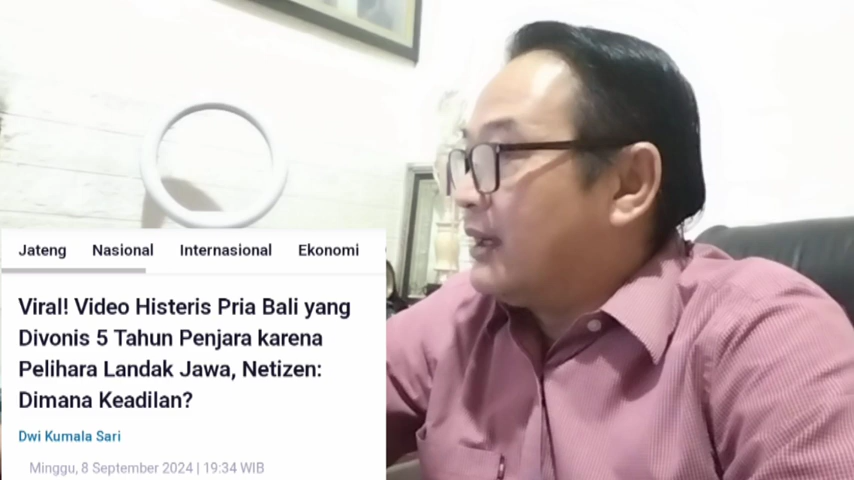 Jateng Nasional Internasional Ekonomi
Viral! Video Histeris Pria Bali yang
Divonis 5 Tahun Penjara karena
Pelihara Landak Jawa, Netizen:
Dimana Keadilan?
Dwi Kumala Sari
Minggu, 8 September 2024 | 19:34 WIB